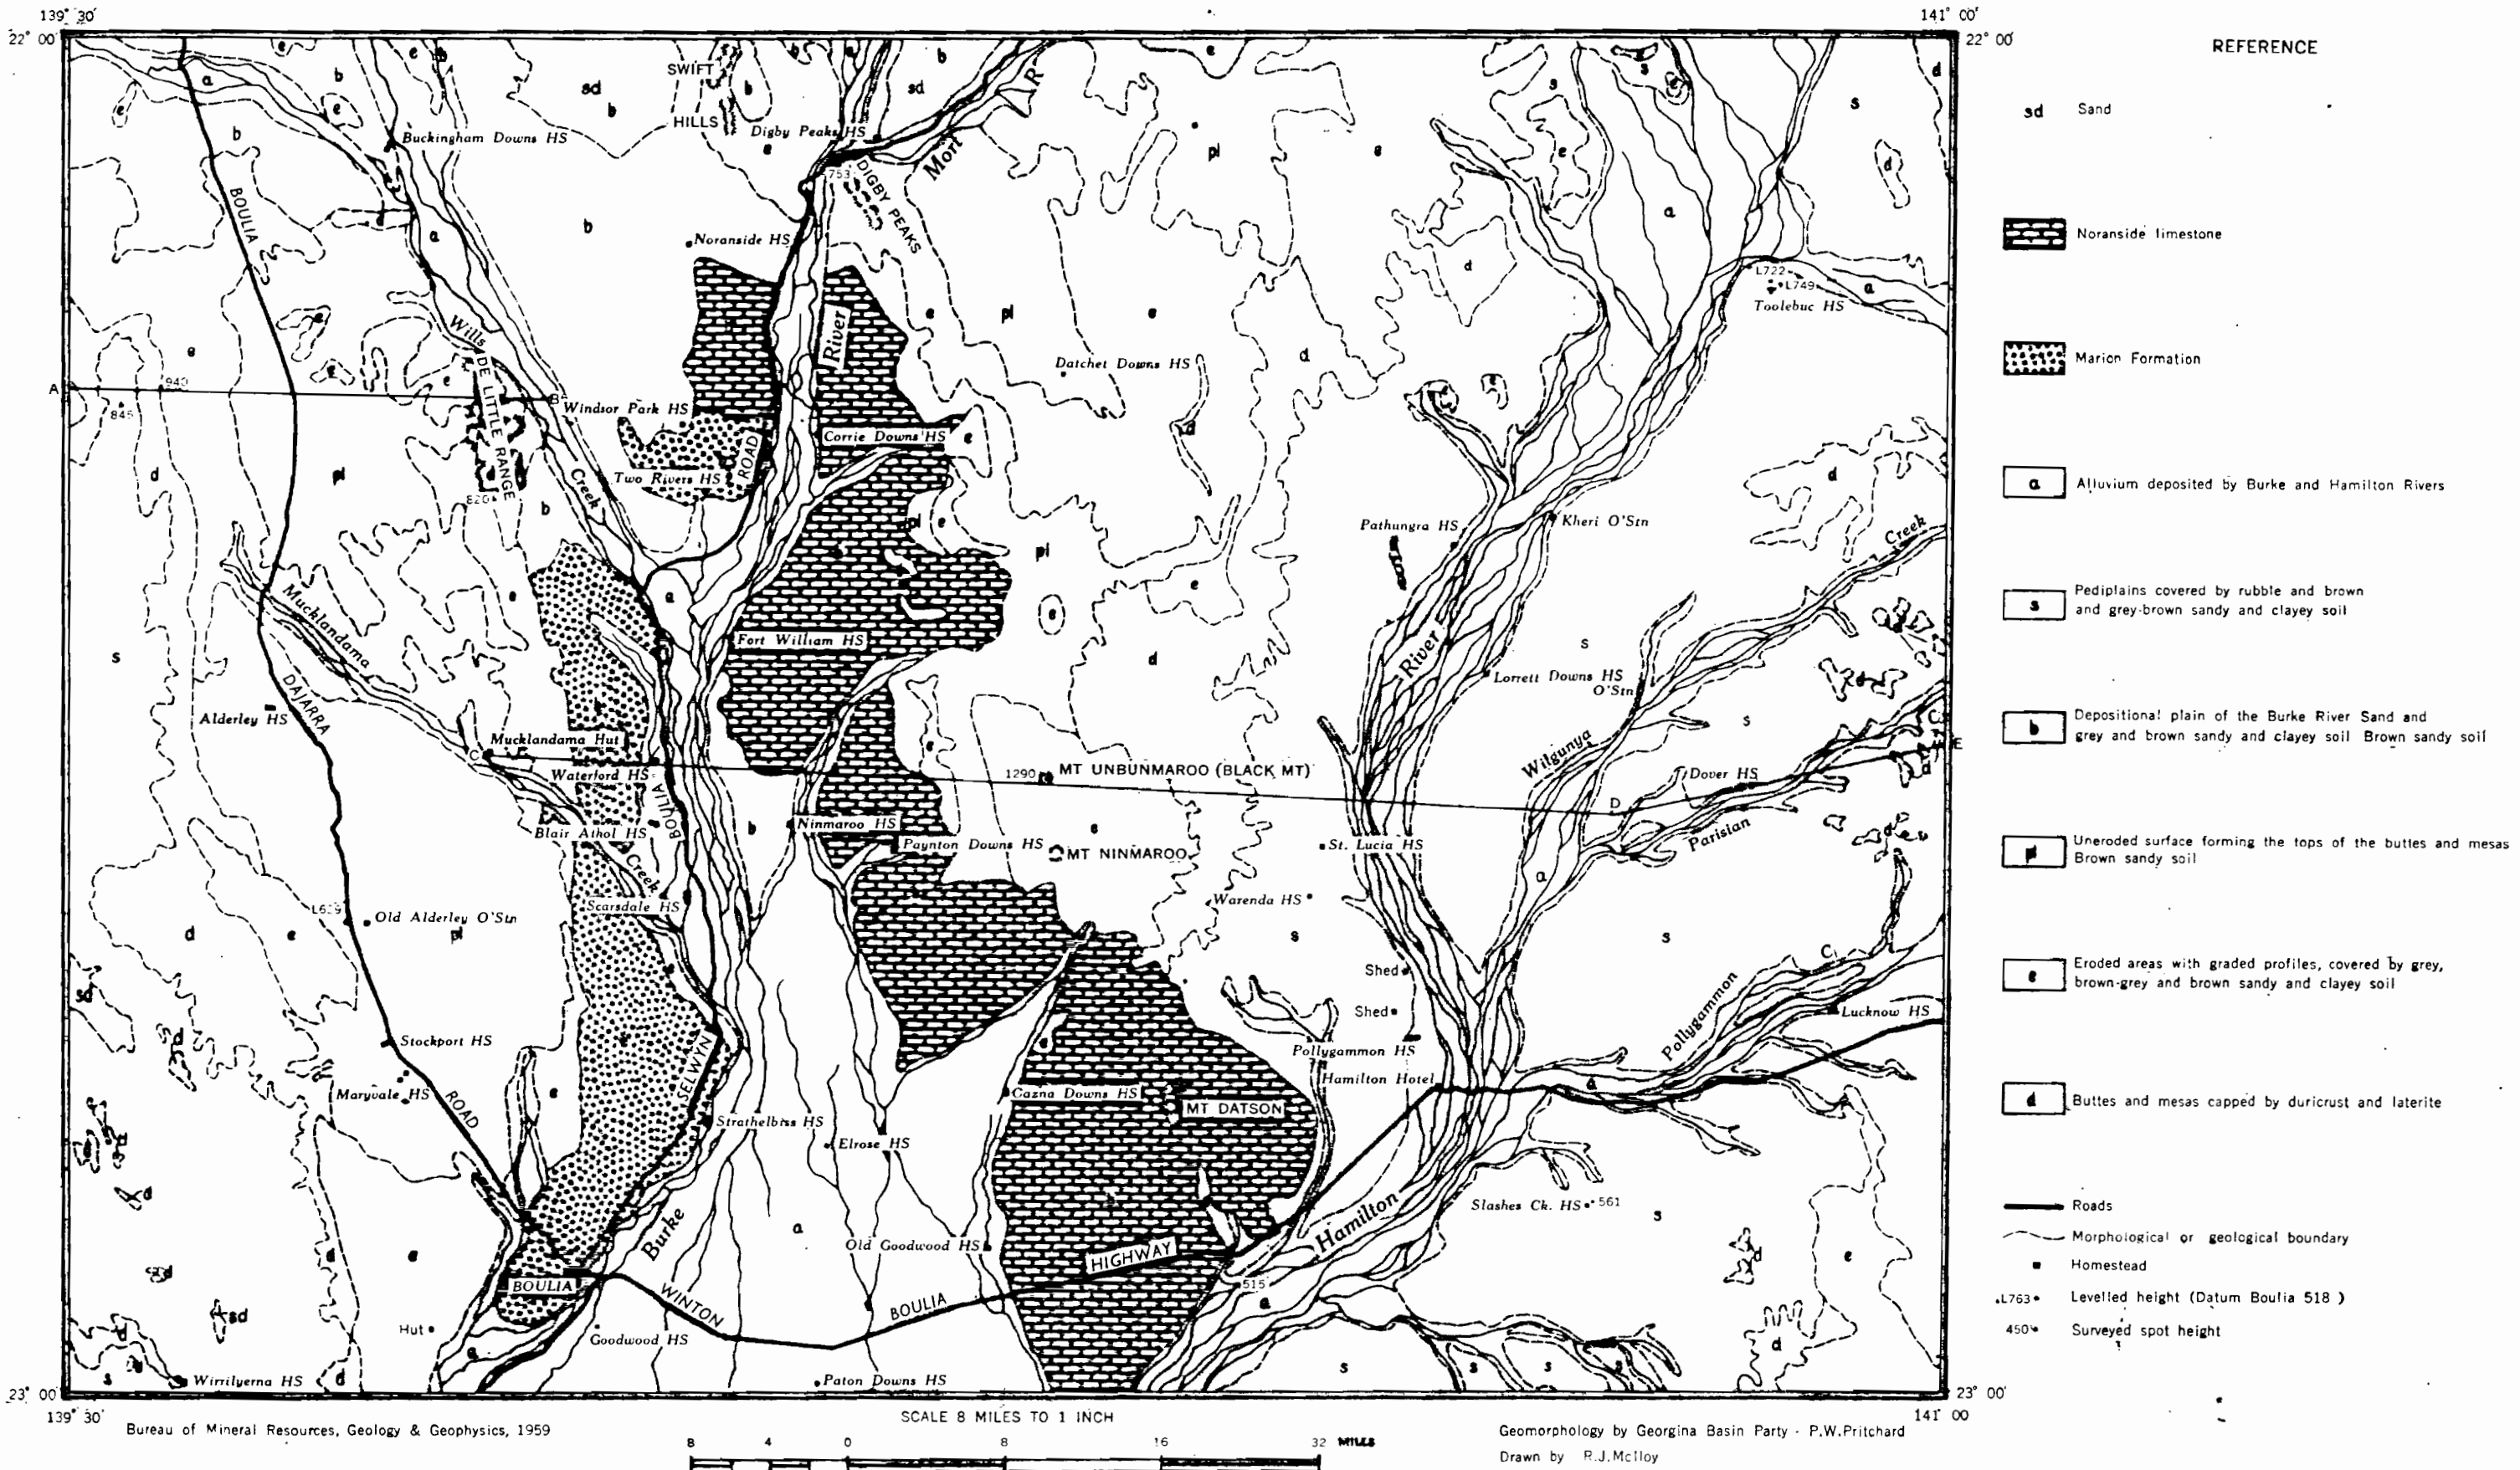 139° 30'
141° 00'
22° 00'
22° 00'
REFERENCE
SWIFT
HILLS
Digby Peaks HS
Buckingham Downs HS
Mort
R
753
DIGBY PEAKS
BOULIA
Noranside HS
L722
L749
Toolebuc HS
River
Wills
Creek
DE LITTLE RANGE
Datchet Downs HS
A
940
845
B
Windsor Park HS
Corrie Downs HS
ROAD
Two Rivers HS
820
Pathungra HS
Kheri O'Stn
Creek
Mucklandama
Fort William HS
River
Lorrett Downs HS
O'Stn
DAJARRA
Alderley HS
Mucklandama Hut
C
Waterford HS
BOULIA
1290
MT UNBUNMAROO (BLACK MT)
Wilgunya
Dover HS
C
E
D
Parisian
Blair Athol HS
Creek
Ninmaroo HS
Paynton Downs HS
MT NINMAROO
St. Lucia HS
Warenda HS
Scarsdale HS
Old Alderley O'Stn
Shed
Shed
Pollygammon
C
Lucknow HS
Stockport HS
SELWYN
Pollygammon HS
Hamilton Hotel
Maryvale HS
ROAD
Cazna Downs HS
MT DATSON
Strathelbiss HS
Elrose HS
Slashes Ck. HS
561
Burke
Hamilton
Old Goodwood HS
HIGHWAY
515
BOULIA
WINTON
BOULIA
Hut
Goodwood HS
Wirrilyerna HS
Paton Downs HS
23° 00'
23° 00'
139° 30'
141° 00
sd Sand
Noranside limestone
Marion Formation
a Alluvium deposited by Burke and Hamilton Rivers
s Pediplains covered by rubble and brown
and grey-brown sandy and clayey soil
b Depositional plain of the Burke River Sand and
grey and brown sandy and clayey soil Brown sandy soil
pl Uneroded surface forming the tops of the buttes and mesas
Brown sandy soil
e Eroded areas with graded profiles, covered by grey,
brown-grey and brown sandy and clayey soil
d Buttes and mesas capped by duricrust and laterite
Roads
Morphological or geological boundary
Homestead
.L763• Levelled height (Datum Boulia 518 )
450• Surveyed spot height
SCALE 8 MILES TO 1 INCH
8 4 0 8 16 32 MILES
Bureau of Mineral Resources, Geology & Geophysics, 1959
Geomorphology by Georgina Basin Party - P.W.Pritchard
Drawn by R.J.McIloy